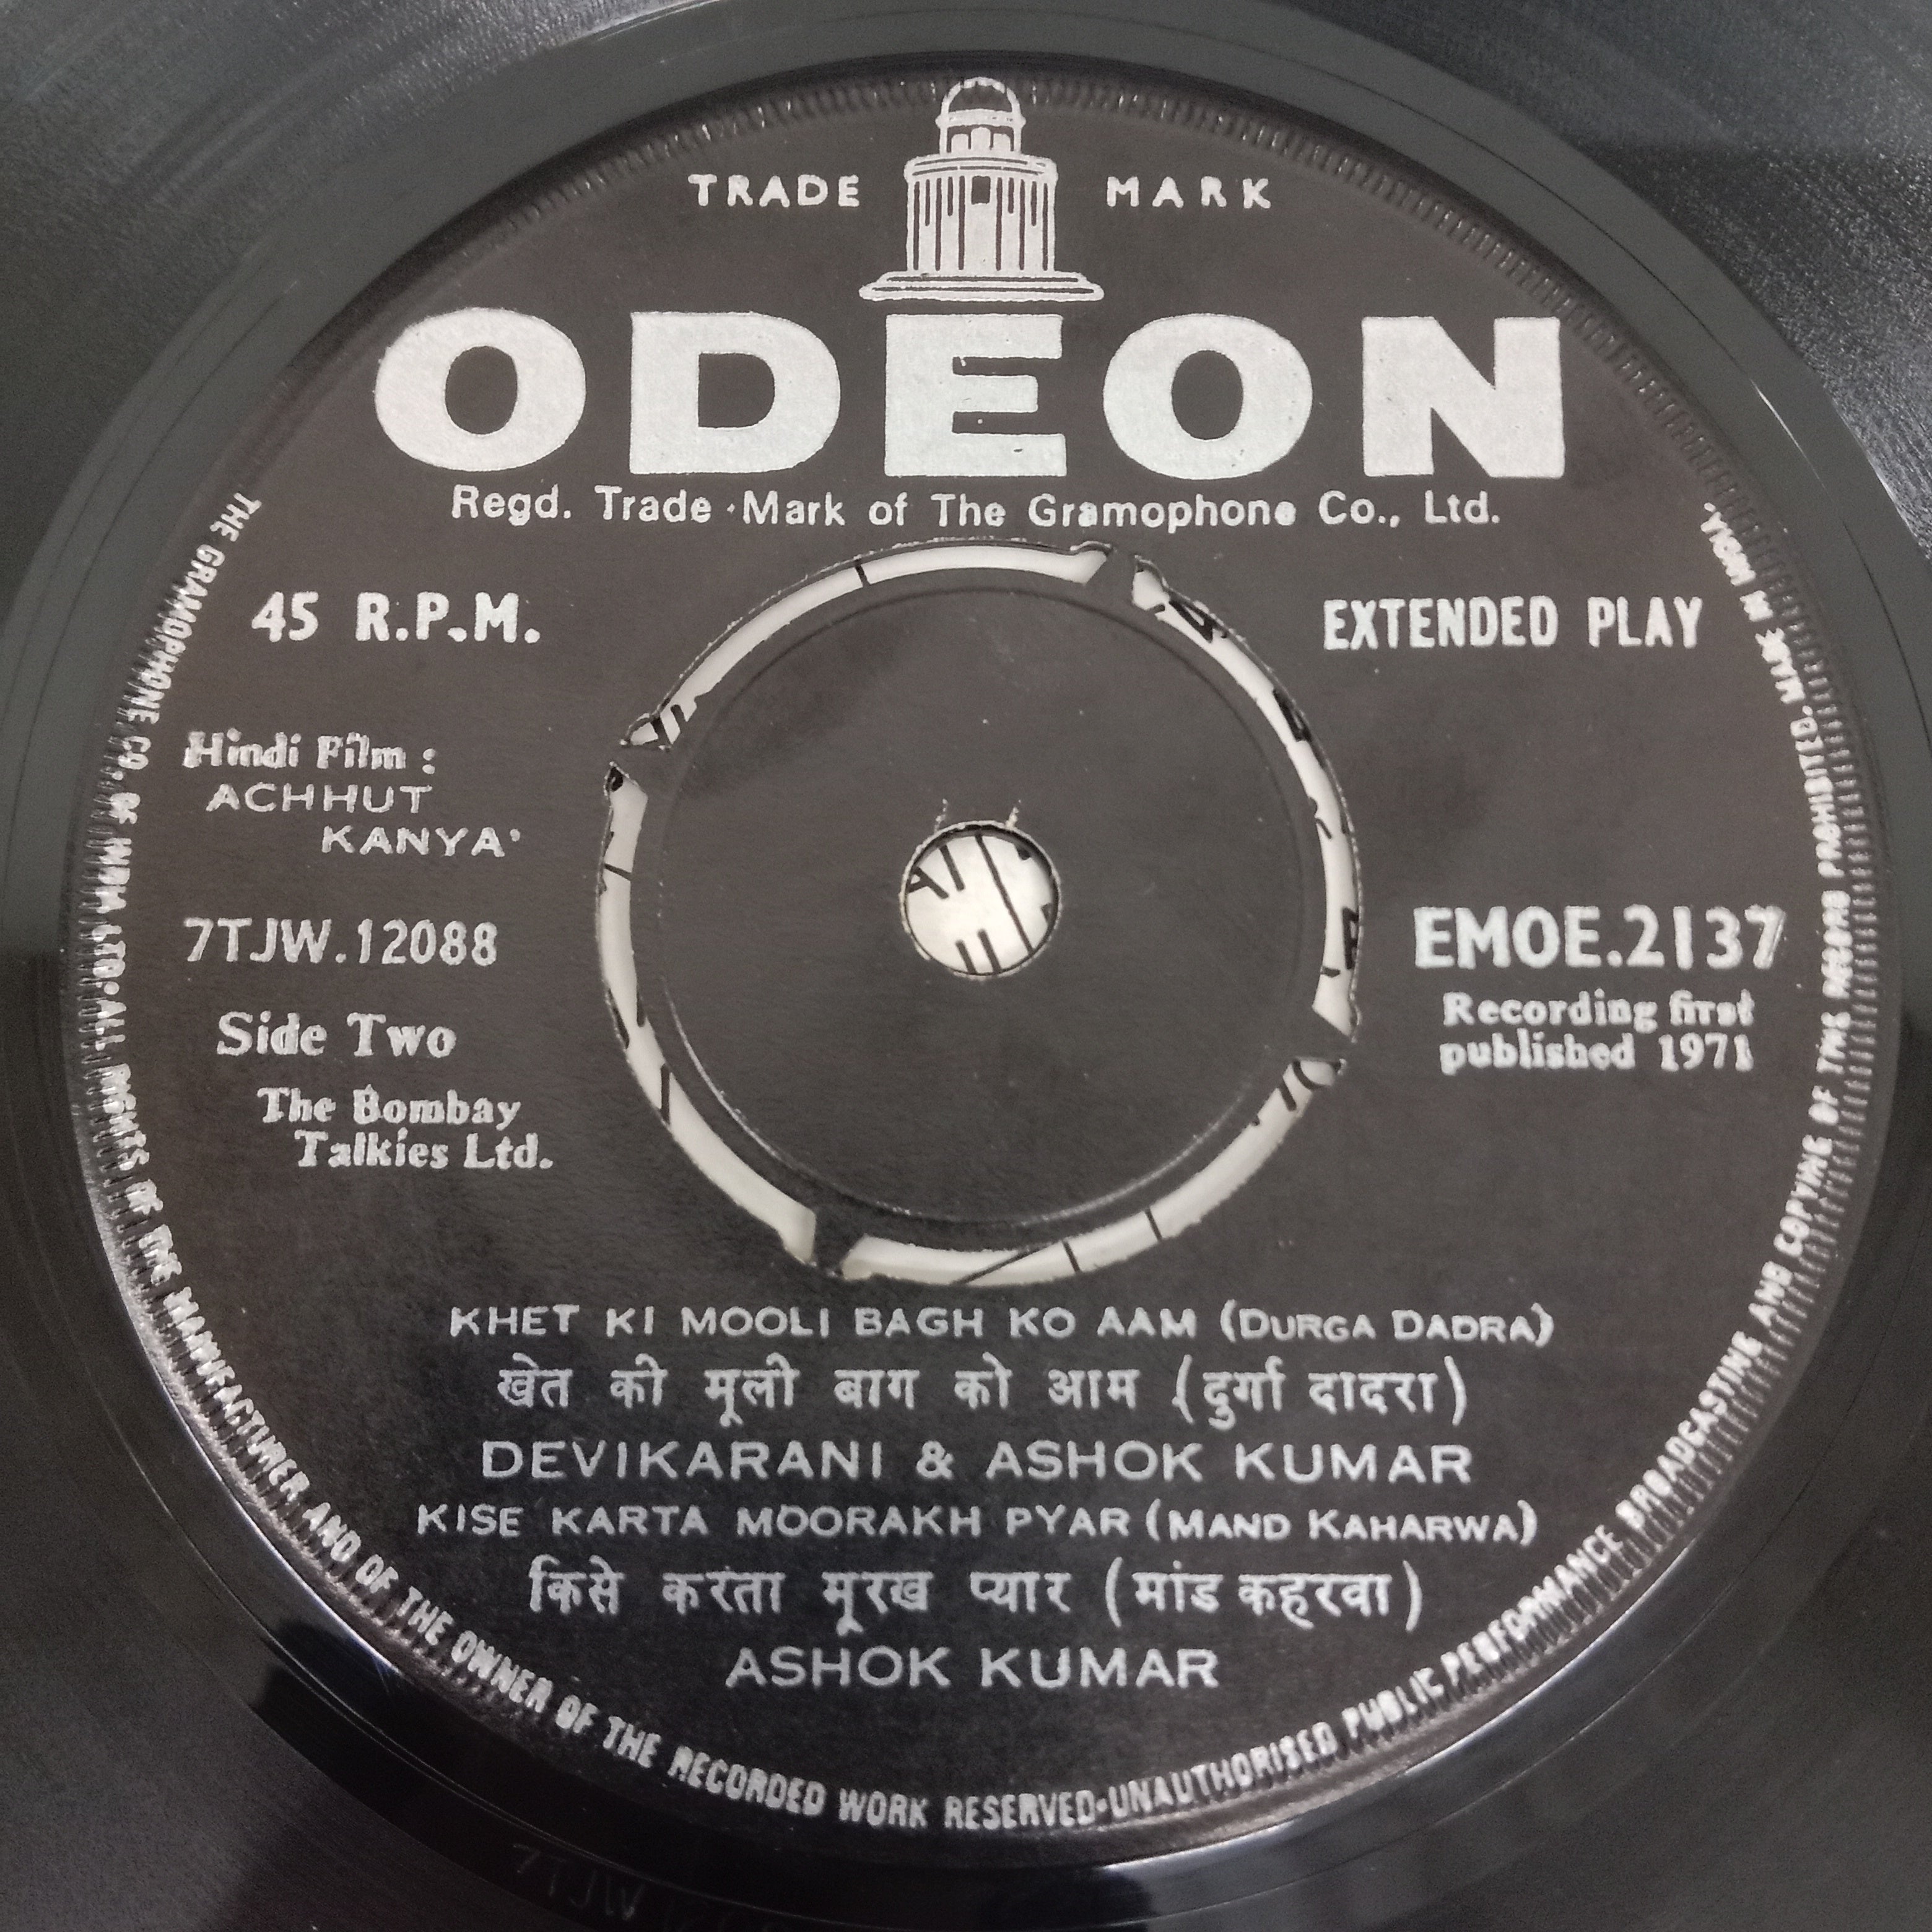 TRADE MARK
ODEON
Regd. Trade Mark of The Gramophone Co., Ltd.
45 R.P.M.
EXTENDED PLAY
Hindi Film :
ACHHUT
KANYA'
7TJW.12088
Side Two
The Bombay
Talkies Ltd.
EMOE.2137
Recording first
published 1971
KHET KI MOOLI BAGH KO AAM (DURGA DADRA)
खेत की मूली बाग को आम (दुर्गा दादरा)
DEVIKARANI & ASHOK KUMAR
KISE KARTA MOORAKH PYAR (MAND KAHARWA)
किसे करता मूरख प्यार (मांड कहरवा)
ASHOK KUMAR
THE GRAMOPHONE CO. OF INDIA LTD. ALL RIGHTS OF THE MANUFACTURER AND OF THE OWNER OF THE RECORDED WORK RESERVED·UNAUTHORISED PUBLIC PERFORMANCE BROADCASTING AND COPYING OF THIS RECORD PROHIBITED. MADE IN INDIA.